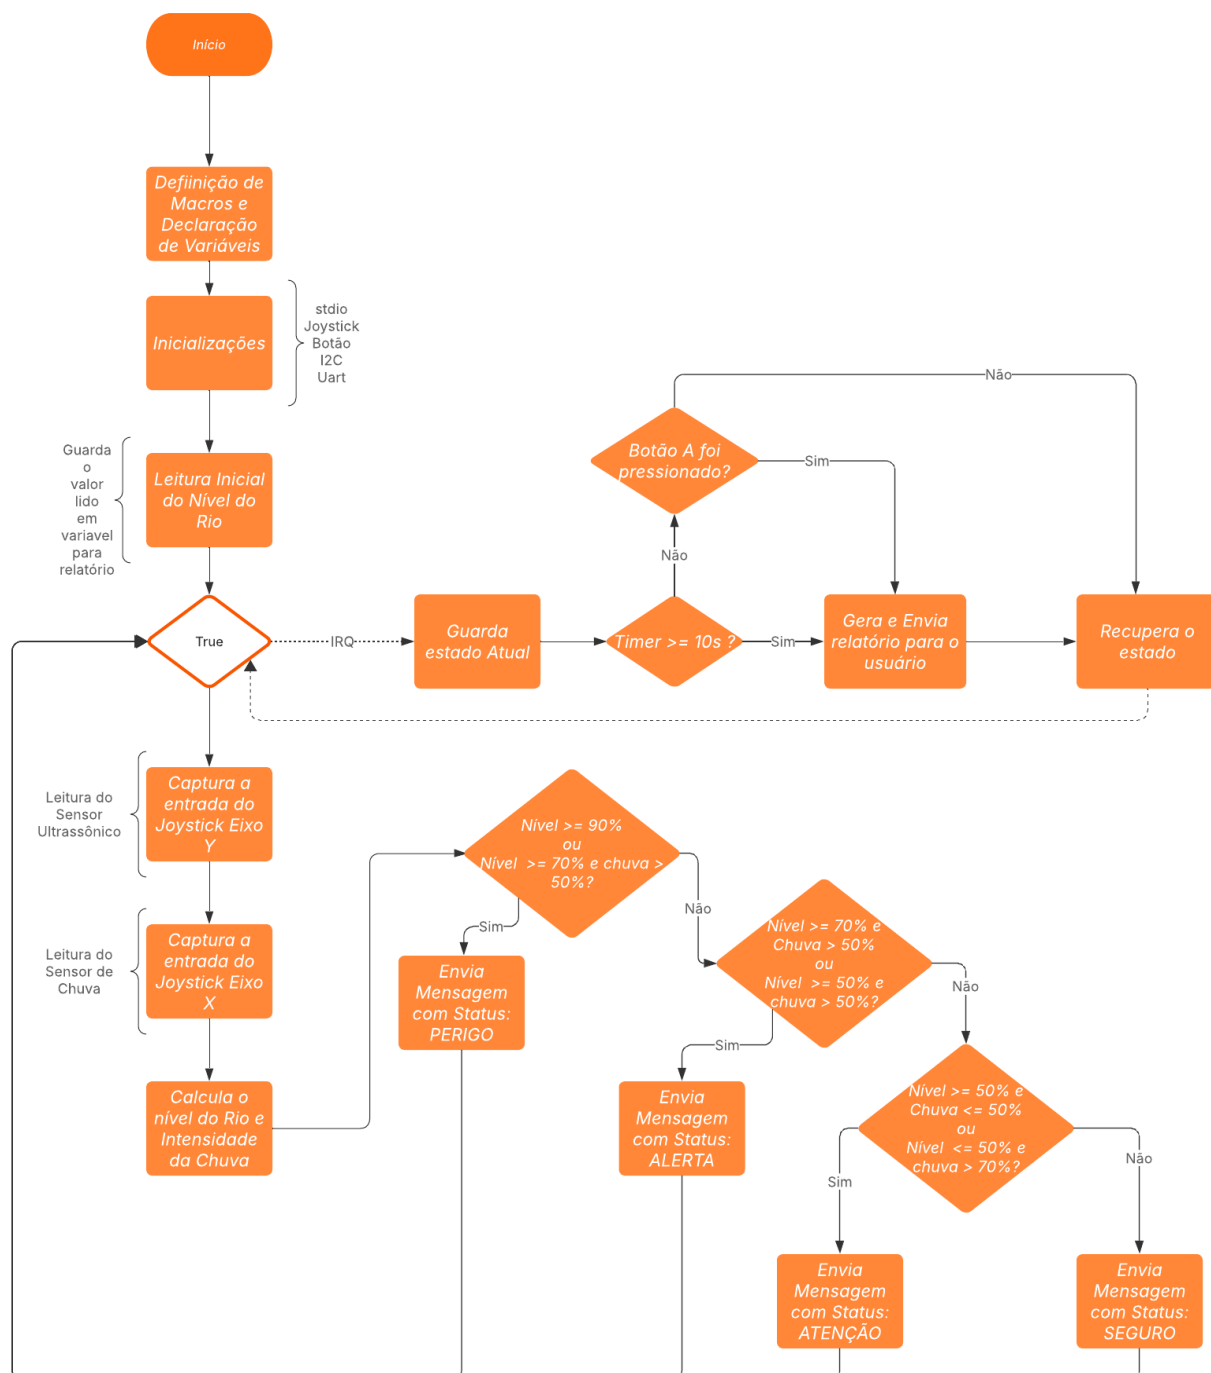 Início
Defiinição de
Macros e
Declaração
de Variáveis
Inicializações
stdio
Joystick
Botão
I2C
Uart
Guarda
o
valor
lido
em
variavel
para
relatório
Leitura Inicial
do Nível do
Rio
True
IRQ
Guarda
estado Atual
Timer >= 10s ?
Não
Botão A foi
pressionado?
Não
Sim
Sim
Gera e Envia
relatório para o
usuário
Recupera o
estado
Leitura do
Sensor
Ultrassônico
Captura a
entrada do
Joystick Eixo
Y
Leitura do
Sensor de
Chuva
Captura a
entrada do
Joystick Eixo
X
Calcula o
nível do Rio e
Intensidade
da Chuva
Nível >= 90%
ou
Nível >= 70% e chuva >
50%?
Sim
Envia
Mensagem
com Status:
PERIGO
Não
Nível >= 70% e
Chuva > 50%
ou
Nível >= 50% e
chuva > 50%?
Sim
Envia
Mensagem
com Status:
ALERTA
Não
Nível >= 50% e
Chuva <= 50%
ou
Nível <= 50% e
chuva > 70%?
Sim
Envia
Mensagem
com Status:
ATENÇÃO
Não
Envia
Mensagem
com Status:
SEGURO